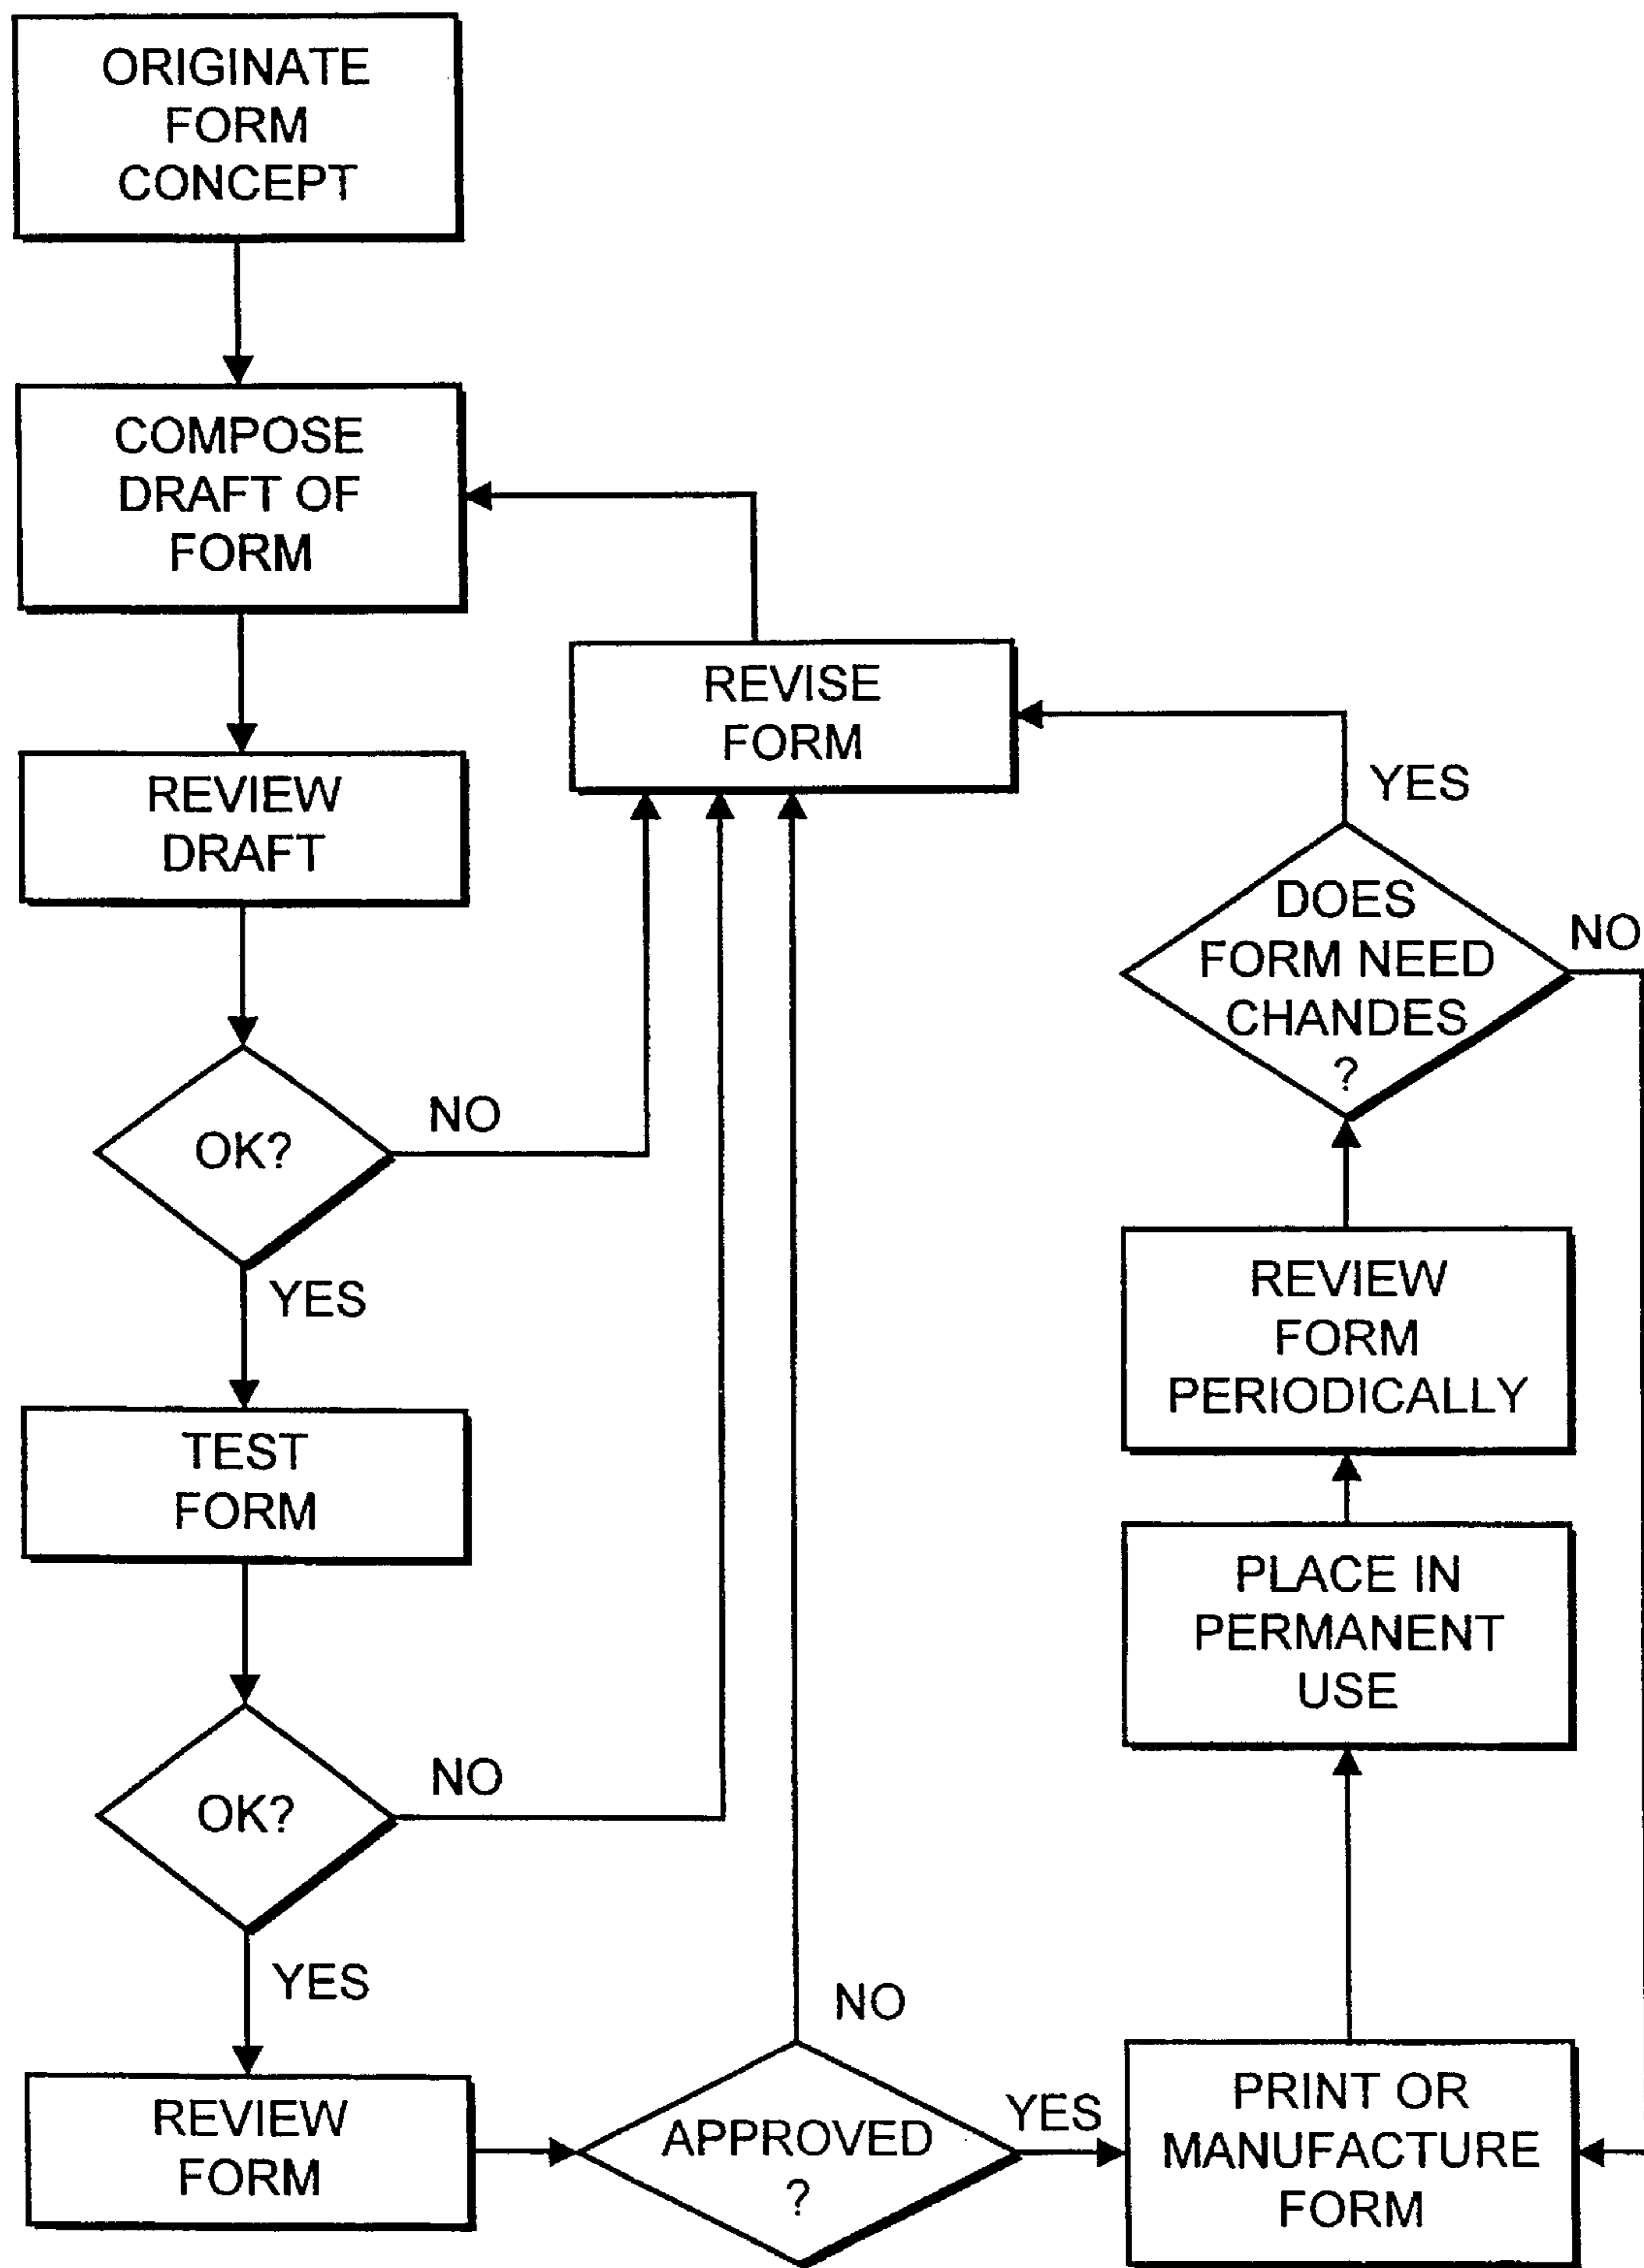 ORIGINATE
FORM
CONCEPT
COMPOSE
DRAFT OF
FORM
REVISE
FORM
REVIEW
DRAFT
YES
DOES
FORM NEED
CHANDES
?
NO
OK?
NO
YES
REVIEW
FORM
PERIODICALLY
TEST
FORM
PLACE IN
PERMANENT
USE
OK?
NO
YES
NO
REVIEW
FORM
APPROVED
?
YES
PRINT OR
MANUFACTURE
FORM